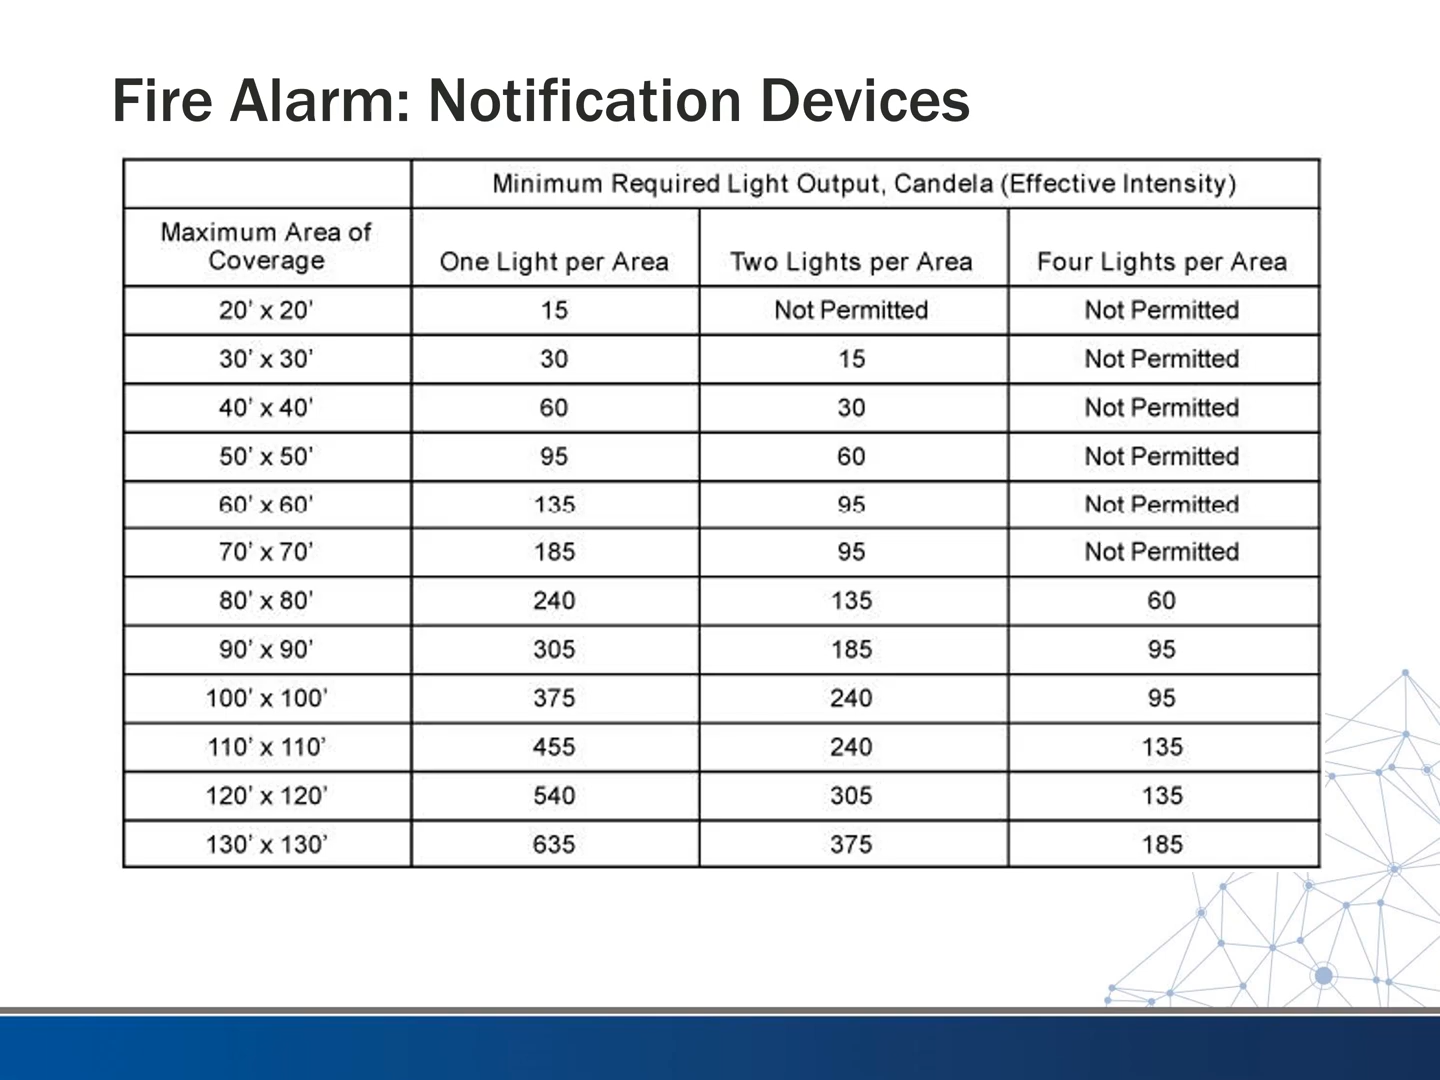 Fire Alarm: Notification Devices
Minimum Required Light Output, Candela (Effective Intensity)
Maximum Area of
Coverage
One Light per Area
Two Lights per Area
Four Lights per Area
20' x 20' 15 Not Permitted Not Permitted
30' x 30' 30 15 Not Permitted
40' x 40' 60 30 Not Permitted
50' x 50' 95 60 Not Permitted
60' x 60' 135 95 Not Permitted
70' x 70' 185 95 Not Permitted
80' x 80' 240 135 60
90' x 90' 305 185 95
100' x 100' 375 240 95
110' x 110' 455 240 135
120' x 120' 540 305 135
130' x 130' 635 375 185